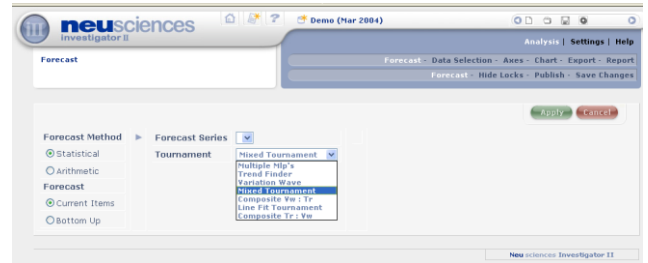 neusciences
investigator II
Demo (Mar 2004)
Analysis | Settings | Help
Forecast
Forecast - Data Selection - Axes - Chart - Export - Report
Forecast - Hide Locks - Publish - Save Changes
Apply Cancel
Forecast Method Forecast Series
Statistical Tournament Mixed Tournament
Arithmetic
Multiple Mlp's
Trend Finder
Variation Wave
Mixed Tournament
Composite Vw : Tr
Line Fit Tournament
Composite Tr : Vw
Forecast
Current Items
Bottom Up
Neusciences Investigator II